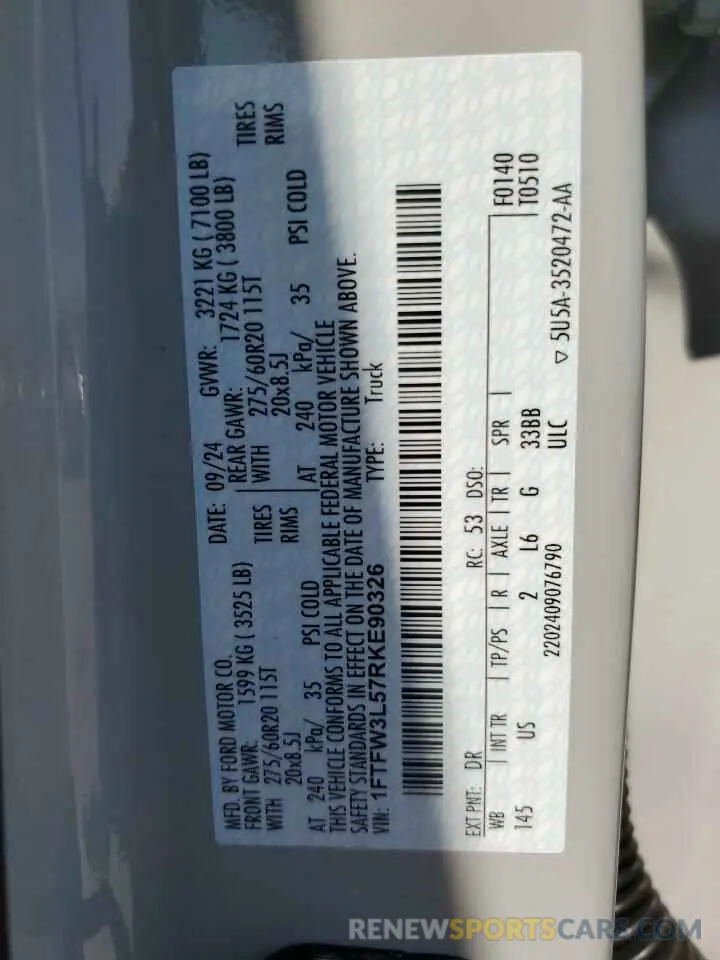 MFD. BY FORD MOTOR CO.
DATE: 09/24 GVWR: 3221 KG ( 7100 LB)
FRONT GAWR: 1599 KG ( 3525 LB)
REAR GAWR: 1724 KG ( 3800 LB)
WITH 275/60R20 115T TIRES
WITH 275/60R20 115T TIRES
20x8.5J RIMS
20x8.5J RIMS
AT 240 kPa/ 35 PSI COLD
AT 240 kPa/ 35 PSI COLD
THIS VEHICLE CONFORMS TO ALL APPLICABLE FEDERAL MOTOR VEHICLE
SAFETY STANDARDS IN EFFECT ON THE DATE OF MANUFACTURE SHOWN ABOVE.
VIN: 1FTFW3L57RKE90326 TYPE: Truck
EXT PNT: DR RC: 53 DSO: F0140
WB INT TR TP/PS R AXLE TR SPR T0510
145 US 2 L6 G 33BB
2202409076790 ULC ▽ 5U5A-3520472-AA
RENEWSPORTSCARS.COM